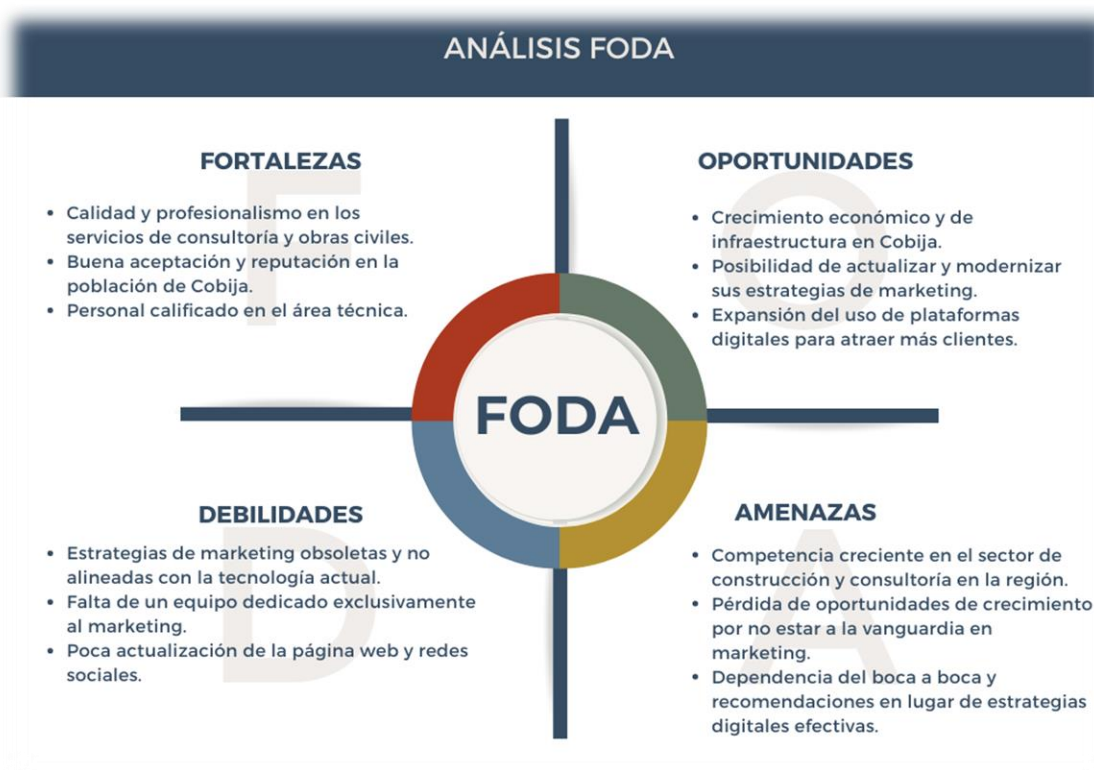 ANÁLISIS FODA
FORTALEZAS
• Calidad y profesionalismo en los
servicios de consultoría y obras civiles.
• Buena aceptación y reputación en la
población de Cobija.
• Personal calificado en el área técnica.
F
OPORTUNIDADES
• Crecimiento económico y de
infraestructura en Cobija.
• Posibilidad de actualizar y modernizar
sus estrategias de marketing.
• Expansión del uso de plataformas
digitales para atraer más clientes.
O
FODA
DEBILIDADES
• Estrategias de marketing obsoletas y no
alineadas con la tecnología actual.
• Falta de un equipo dedicado exclusivamente
al marketing.
• Poca actualización de la página web y redes
sociales.
D
AMENAZAS
• Competencia creciente en el sector de
construcción y consultoría en la región.
• Pérdida de oportunidades de crecimiento
por no estar a la vanguardia en
marketing.
• Dependencia del boca a boca y
recomendaciones en lugar de estrategias
digitales efectivas.
A